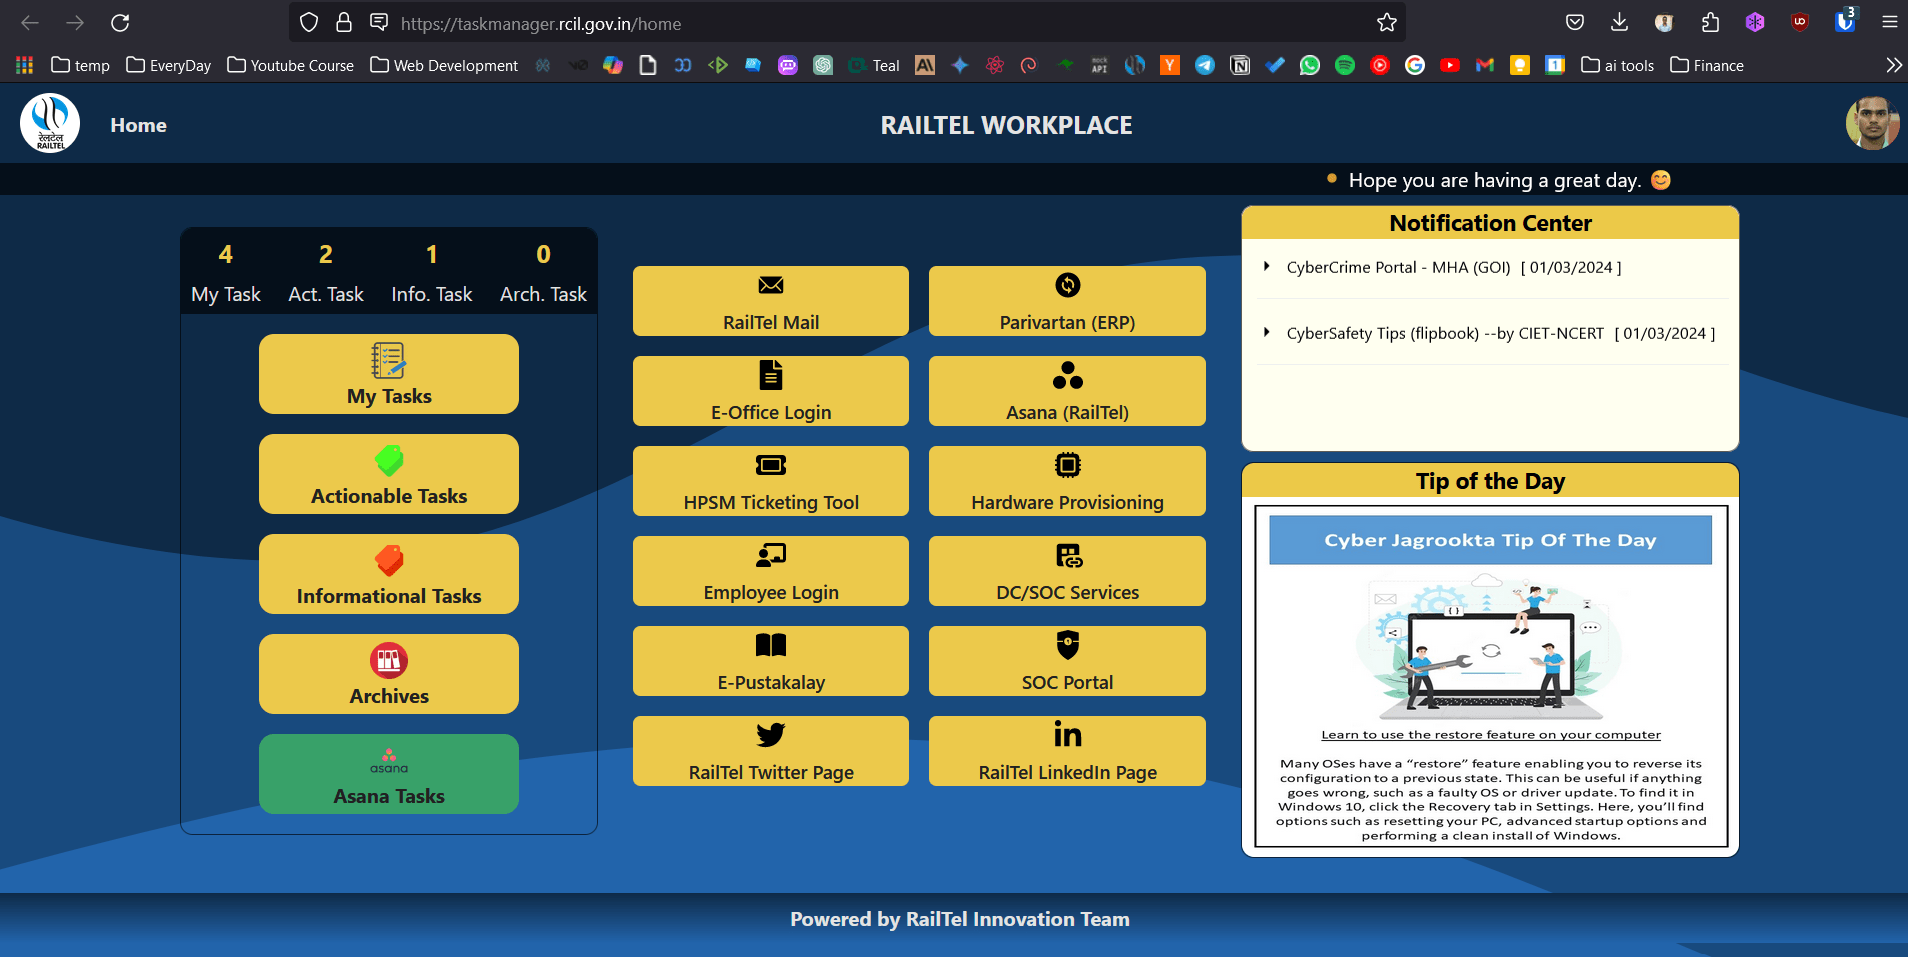 https://taskmanager.rcil.gov.in/home
3
temp
EveryDay
Youtube Course
Web Development
Teal
mock
API
ai tools
Finance
रेलटेल
RAILTEL
Home
RAILTEL WORKPLACE
Hope you are having a great day. 😊
4 2 1 0
My Task Act. Task Info. Task Arch. Task
My Tasks
Actionable Tasks
Informational Tasks
Archives
asana
Asana Tasks
RailTel Mail
Parivartan (ERP)
E-Office Login
Asana (RailTel)
HPSM Ticketing Tool
Hardware Provisioning
Employee Login
DC/SOC Services
E-Pustakalay
SOC Portal
RailTel Twitter Page
RailTel LinkedIn Page
Notification Center
CyberCrime Portal - MHA (GOI) [ 01/03/2024 ]
CyberSafety Tips (flipbook) --by CIET-NCERT [ 01/03/2024 ]
Tip of the Day
Cyber Jagrookta Tip Of The Day
Learn to use the restore feature on your computer
Many OSes have a “restore” feature enabling you to reverse its
configuration to a previous state. This can be useful if anything
goes wrong, such as a faulty OS or driver update. To find it in
Windows 10, click the Recovery tab in Settings. Here, you’ll find
options such as resetting your PC, advanced startup options and
performing a clean install of Windows.
Powered by RailTel Innovation Team